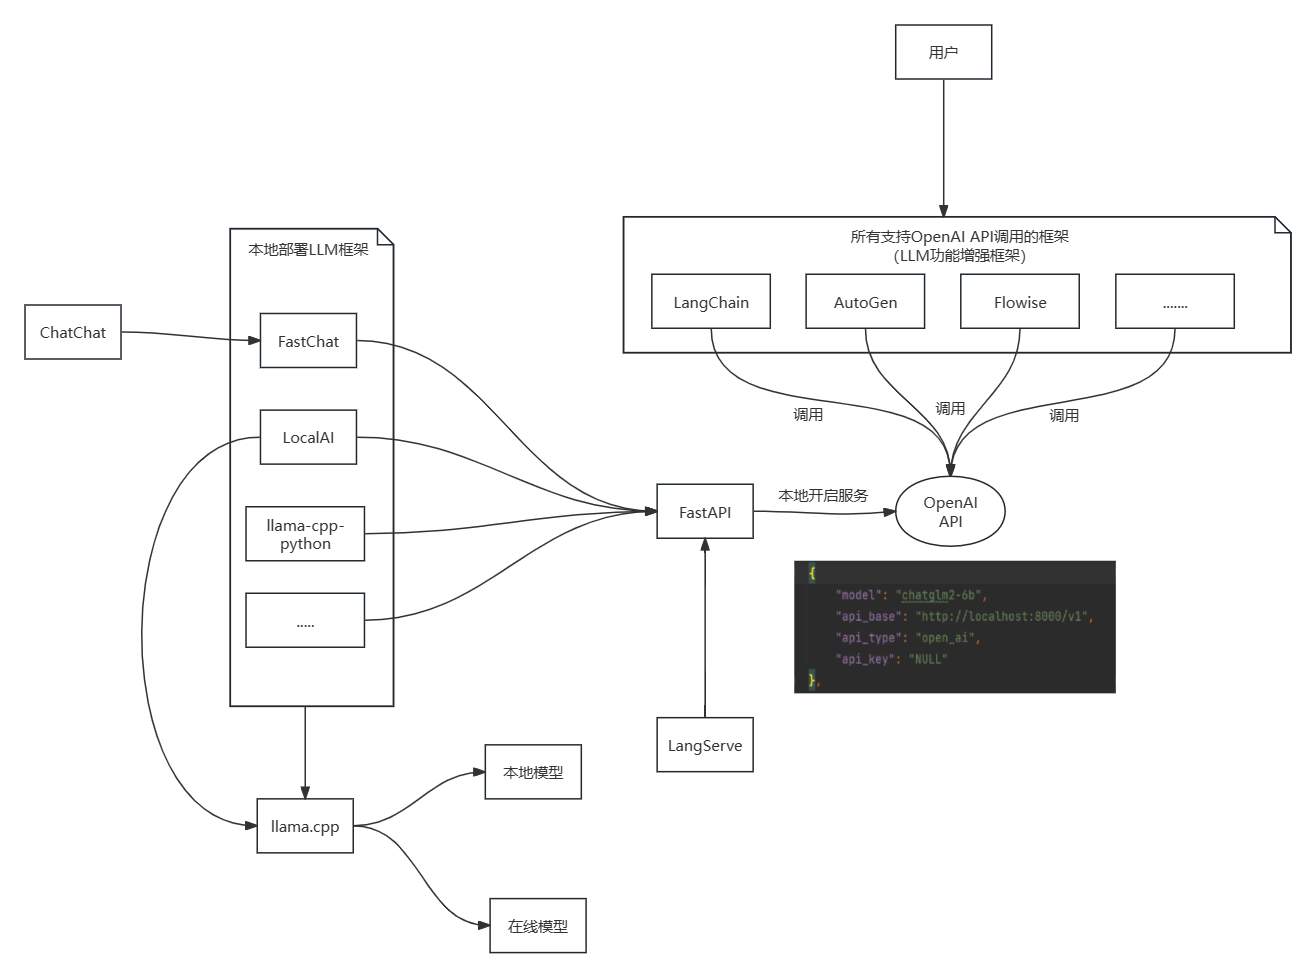 用户
所有支持OpenAI API调用的框架
（LLM功能增强框架）
LangChain
AutoGen
Flowise
.......
调用
调用
调用
本地部署LLM框架
ChatChat
FastChat
LocalAI
llama-cpp-
python
.....
FastAPI
本地开启服务
OpenAI
API
{
"model": "chatglm2-6b",
"api_base": "http://localhost:8000/v1",
"api_type": "open_ai",
"api_key": "NULL"
},
LangServe
本地模型
llama.cpp
在线模型